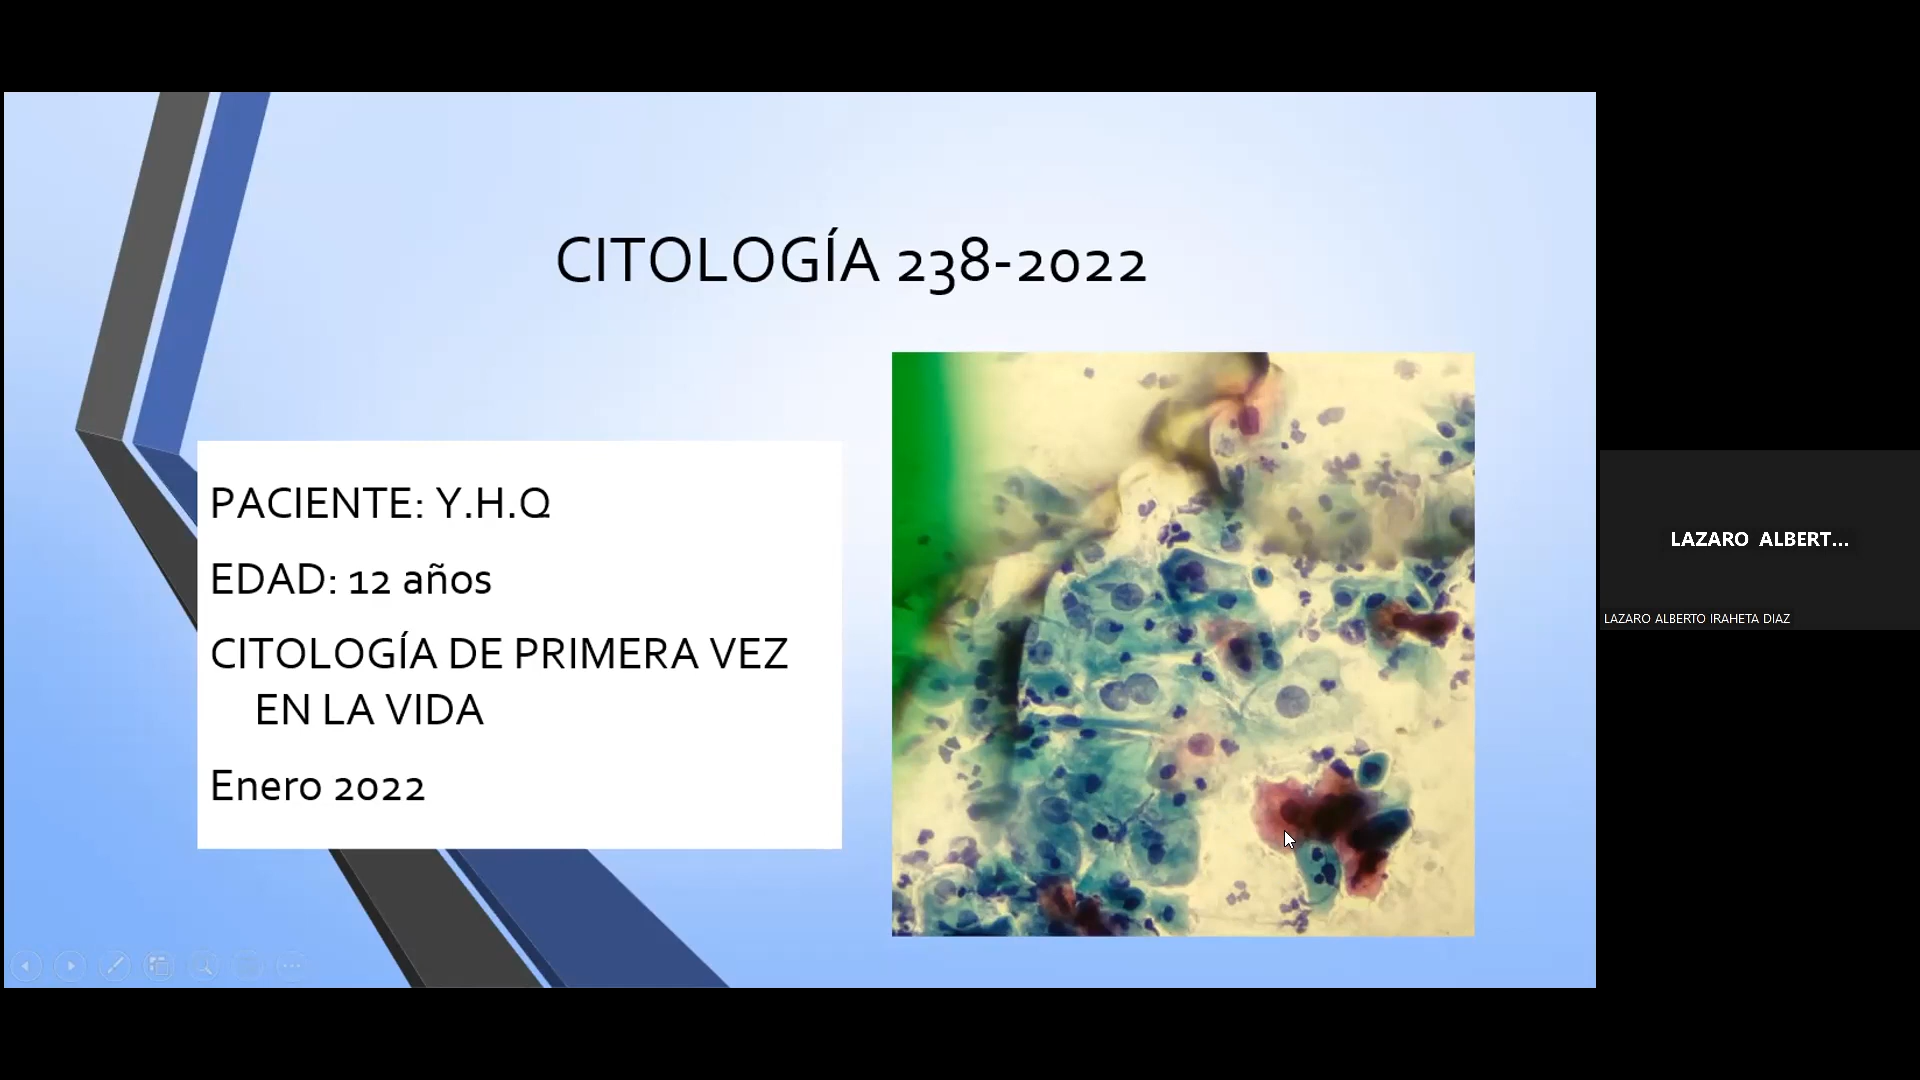 CITOLOGÍA 238-2022
PACIENTE: Y.H.Q
EDAD: 12 años
CITOLOGÍA DE PRIMERA VEZ
EN LA VIDA
Enero 2022
LAZARO ALBERT...
LAZARO ALBERTO IRAHETA DIAZ